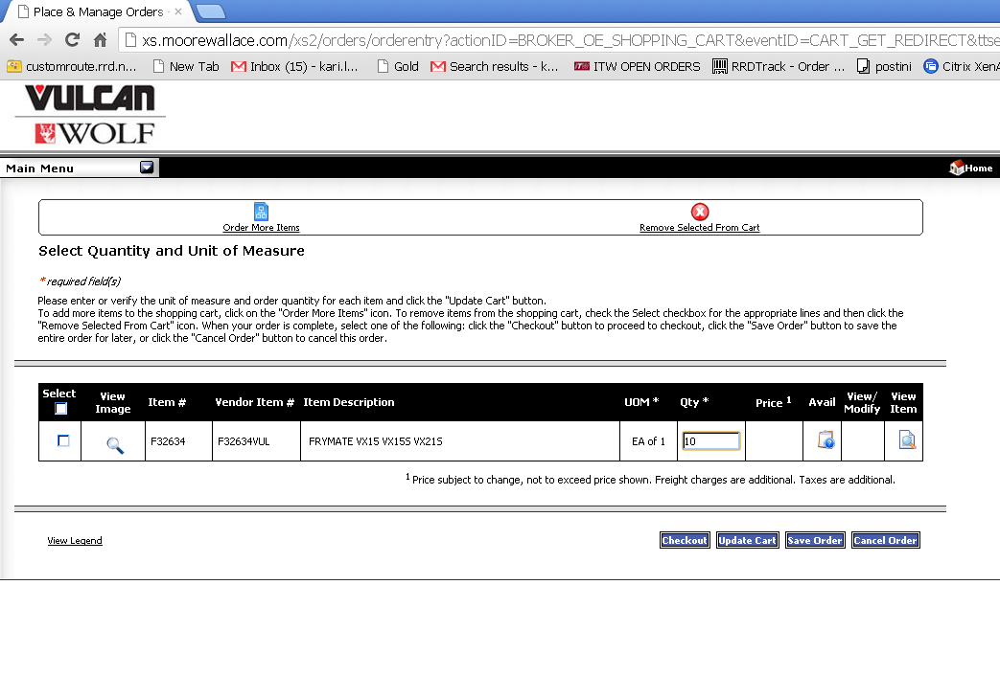 Place & Manage Orders -
xs.moorewallace.com/xs2/orders/orderentry?actionID=BROKER_OE_SHOPPING_CART&eventID=CART_GET_REDIRECT&ttse
customroute.rrd.n... New Tab Inbox (15) - kari.l... Gold Search results - k... ITW OPEN ORDERS RRDTrack - Order ... postini Citrix XenA
VULCAN
WOLF
Main Menu Home
Order More Items Remove Selected From Cart
Select Quantity and Unit of Measure
* required field(s)
Please enter or verify the unit of measure and order quantity for each item and click the "Update Cart" button.
To add more items to the shopping cart, click on the "Order More Items" icon. To remove items from the shopping cart, check the Select checkbox for the appropriate lines and then click the
"Remove Selected From Cart" icon. When your order is complete, select one of the following: click the "Checkout" button to proceed to checkout, click the "Save Order" button to save the
entire order for later, or click the "Cancel Order" button to cancel this order.
Select View Image Item # Vendor Item # Item Description UOM * Qty * Price 1 Avail View/ Modify View Item
F32634 F32634VUL FRYMATE VX15 VX15S VX21S EA of 1 10
1 Price subject to change, not to exceed price shown. Freight charges are additional. Taxes are additional.
View Legend Checkout Update Cart Save Order Cancel Order